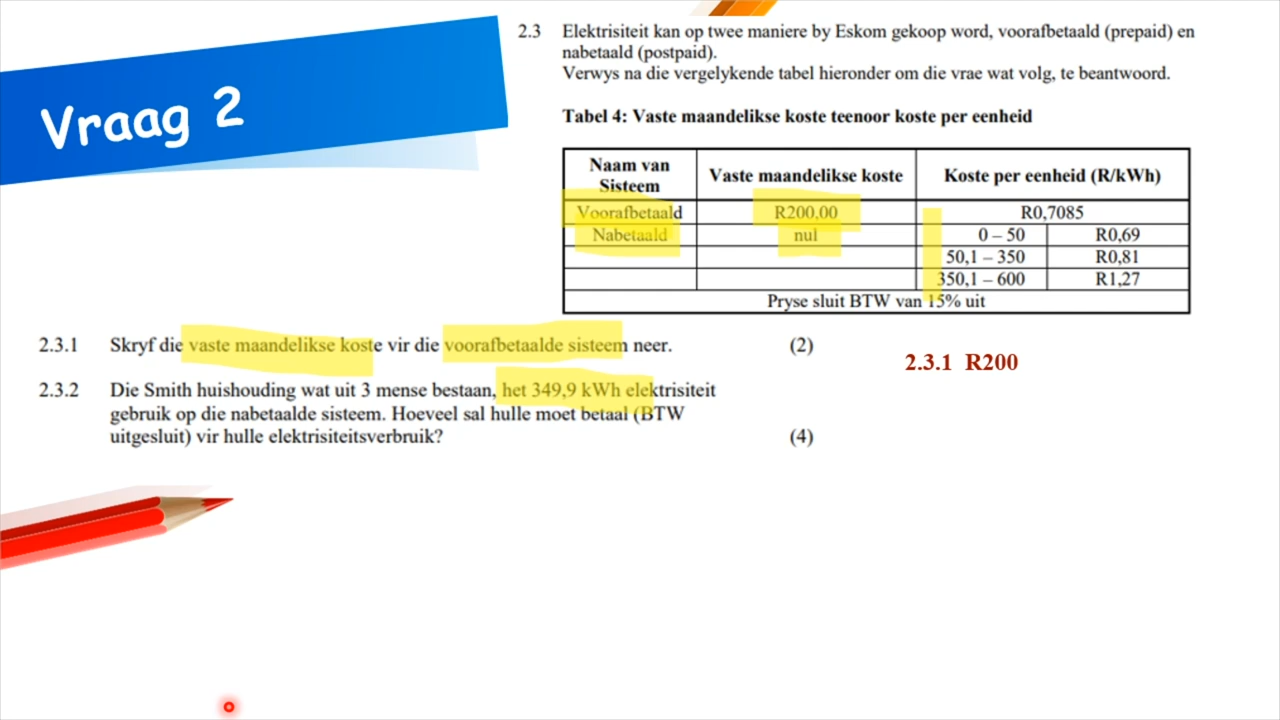 Vraag 2
2.3 Elektrisiteit kan op twee maniere by Eskom gekoop word, voorafbetaald (prepaid) en
nabetaald (postpaid).
Verwys na die vergelykende tabel hieronder om die vrae wat volg, te beantwoord.
Tabel 4: Vaste maandelikse koste teenoor koste per eenheid
Naam van
Sisteem
Vaste maandelikse koste
Koste per eenheid (R/kWh)
Voorafbetaald R200,00 R0,7085
Nabetaald nul 0 – 50 R0,69
50,1 – 350 R0,81
350,1 – 600 R1,27
Pryse sluit BTW van 15% uit
2.3.1 Skryf die vaste maandelikse koste vir die voorafbetaalde sisteem neer. (2)
2.3.1 R200
2.3.2 Die Smith huishouding wat uit 3 mense bestaan, het 349,9 kWh elektrisiteit
gebruik op die nabetaalde sisteem. Hoeveel sal hulle moet betaal (BTW
uitgesluit) vir hulle elektrisiteitsverbruik? (4)